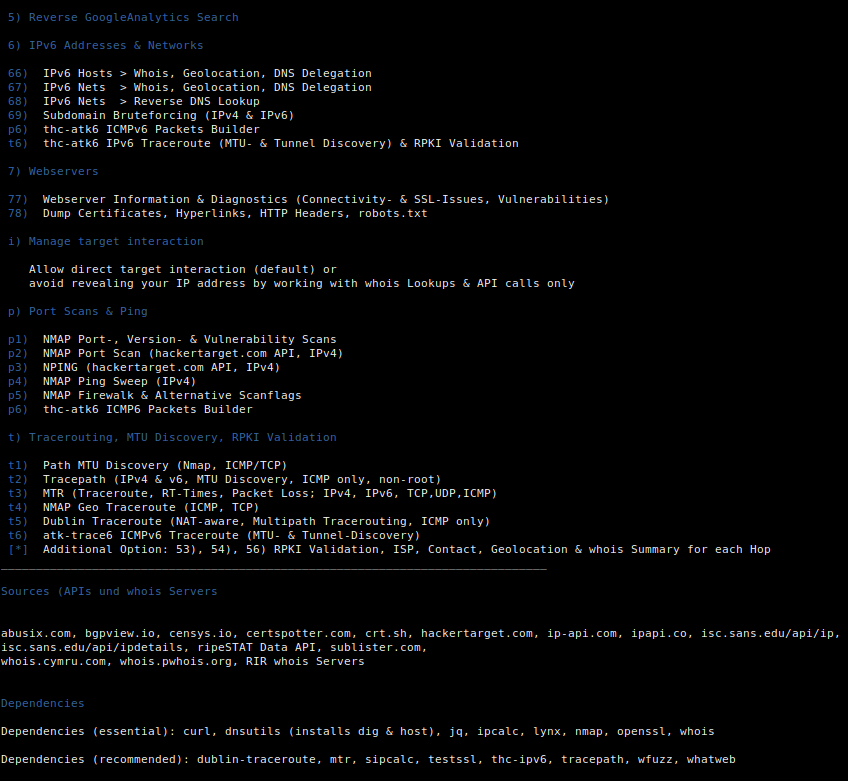 5) Reverse GoogleAnalytics Search
6) IPv6 Addresses & Networks
66)  IPv6 Hosts > Whois, Geolocation, DNS Delegation
67)  IPv6 Nets  > Whois, Geolocation, DNS Delegation
68)  IPv6 Nets  > Reverse DNS Lookup
69)  Subdomain Bruteforcing (IPv4 & IPv6)
p6)  thc-atk6 ICMPv6 Packets Builder
t6)  thc-atk6 IPv6 Traceroute (MTU- & Tunnel Discovery) & RPKI Validation
7) Webservers
77)  Webserver Information & Diagnostics (Connectivity- & SSL-Issues, Vulnerabilities)
78)  Dump Certificates, Hyperlinks, HTTP Headers, robots.txt
i) Manage target interaction
Allow direct target interaction (default) or
avoid revealing your IP address by working with whois Lookups & API calls only
p) Port Scans & Ping
p1)  NMAP Port-, Version- & Vulnerability Scans
p2)  NMAP Port Scan (hackertarget.com API, IPv4)
p3)  NPING (hackertarget.com API, IPv4)
p4)  NMAP Ping Sweep (IPv4)
p5)  NMAP Firewalk & Alternative Scanflags
p6)  thc-atk6 ICMP6 Packets Builder
t) Tracerouting, MTU Discovery, RPKI Validation
t1)  Path MTU Discovery (Nmap, ICMP/TCP)
t2)  Tracepath (IPv4 & v6, MTU Discovery, ICMP only, non-root)
t3)  MTR (Traceroute, RT-Times, Packet Loss; IPv4, IPv6, TCP,UDP,ICMP)
t4)  NMAP Geo Traceroute (ICMP, TCP)
t5)  Dublin Traceroute (NAT-aware, Multipath Tracerouting, ICMP only)
t6)  atk-trace6 ICMPv6 Traceroute (MTU- & Tunnel-Discovery)
[*]  Additional Option: 53), 54), 56) RPKI Validation, ISP, Contact, Geolocation & whois Summary for each Hop
Sources (APIs und whois Servers
abusix.com, bgpview.io, censys.io, certspotter.com, crt.sh, hackertarget.com, ip-api.com, ipapi.co, isc.sans.edu/api/ip,
isc.sans.edu/api/ipdetails, ripeSTAT Data API, sublister.com,
whois.cymru.com, whois.pwhois.org, RIR whois Servers
Dependencies
Dependencies (essential): curl, dnsutils (installs dig & host), jq, ipcalc, lynx, nmap, openssl, whois
Dependencies (recommended): dublin-traceroute, mtr, sipcalc, testssl, thc-ipv6, tracepath, wfuzz, whatweb